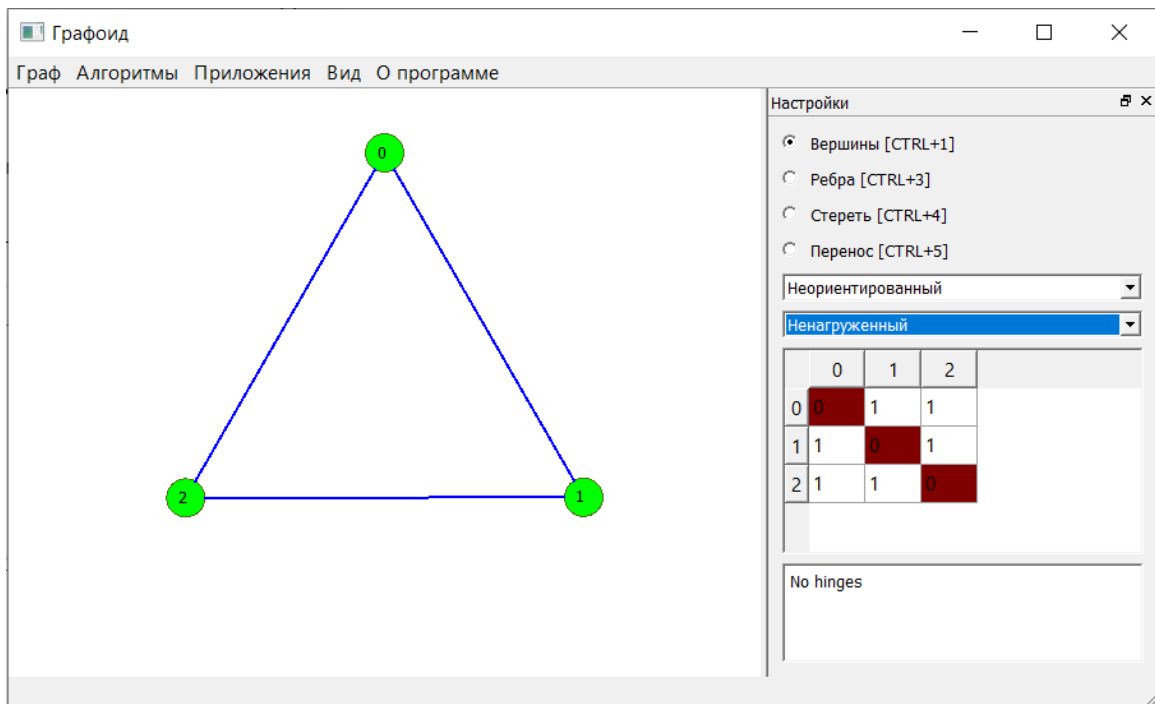 Графоид
Граф Алгоритмы Приложения Вид О программе
0
2
1
Настройки
Вершины [CTRL+1]
Ребра [CTRL+3]
Стереть [CTRL+4]
Перенос [CTRL+5]
Неориентированный
Ненагруженный
0 1 2
0 0 1 1
1 1 0 1
2 1 1 0
No hinges